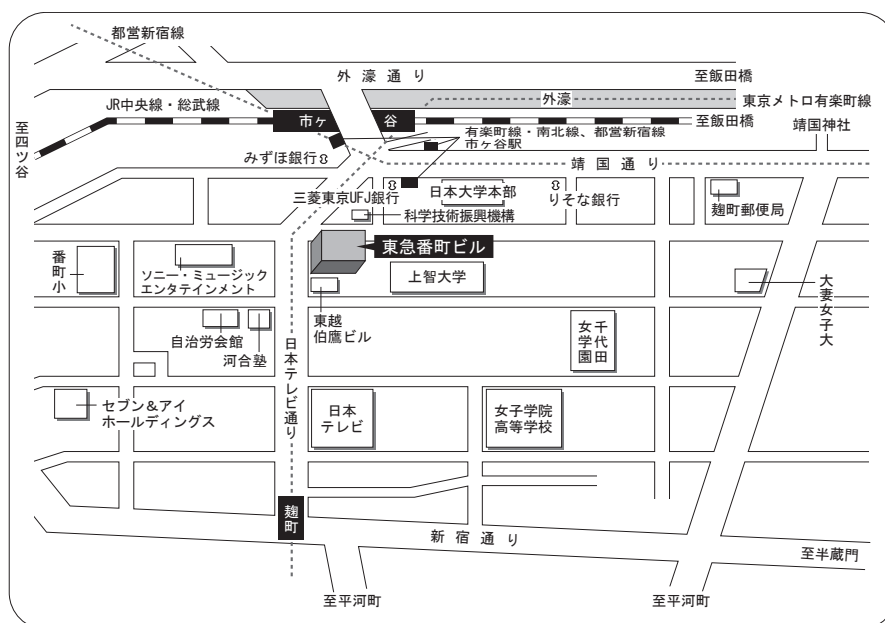 都営新宿線
外濠通り
至飯田橋
JR中央線・総武線
外濠
東京メトロ有楽町線
市ヶ谷
至飯田橋
至四ツ谷
有楽町線・南北線、都営新宿線
市ヶ谷駅
靖国神社
みずほ銀行
靖国通り
三菱東京UFJ銀行
日本大学本部
りそな銀行
麹町郵便局
科学技術振興機構
東急番町ビル
番町小
ソニー・ミュージック
エンタテインメント
上智大学
大妻女子大
東越
伯鷹ビル
自治労会館
河合塾
日本テレビ通り
千代田
女学園
セブン&アイ
ホールディングス
日本
テレビ
女子学院
高等学校
麹町
新宿通り
至半蔵門
至平河町
至平河町